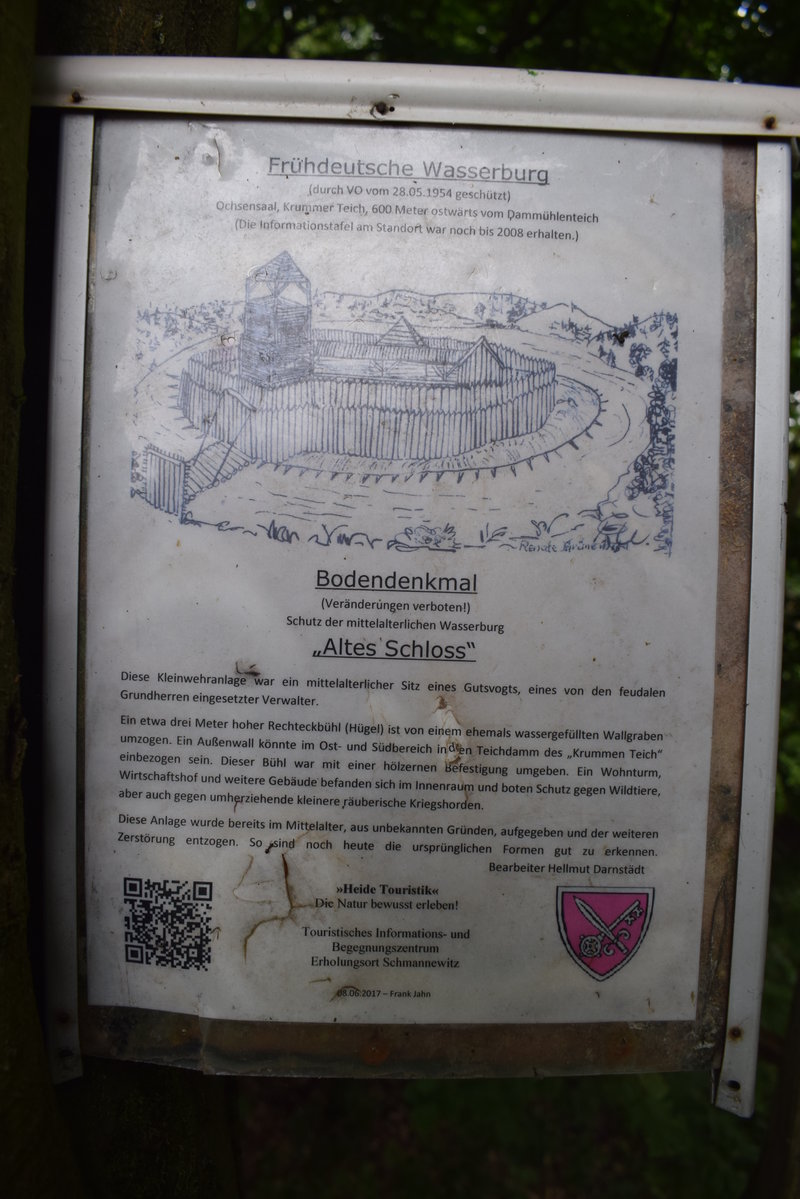 Frühdeutsche Wasserburg
(durch VO vom 28.05.1954 geschützt)
Ochsensaal, Krummer Teich, 600 Meter ostwärts vom Dammühlenteich
(Die Informationstafel am Standort war noch bis 2008 erhalten.)
Renate
Bodendenkmal
(Veränderungen verboten!)
Schutz der mittelalterlichen Wasserburg
„Altes Schloss“
Diese Kleinwehranlage war ein mittelalterlicher Sitz eines Gutsvogts, eines von den feudalen
Grundherren eingesetzter Verwalter.
Ein etwa drei Meter hoher Rechteckbühl (Hügel) ist von einem ehemals wassergefüllten Wallgraben
umzogen. Ein Außenwall könnte im Ost- und Südbereich in den Teichdamm des „Krummen Teich“
einbezogen sein. Dieser Bühl war mit einer hölzernen Befestigung umgeben. Ein Wohnturm,
Wirtschaftshof und weitere Gebäude befanden sich im Innenraum und boten Schutz gegen Wildtiere,
aber auch gegen umherziehende kleinere räuberische Kriegshorden.
Diese Anlage wurde bereits im Mittelalter, aus unbekannten Gründen, aufgegeben und der weiteren
Zerstörung entzogen. So sind noch heute die ursprünglichen Formen gut zu erkennen.
Bearbeiter Hellmut Darnstädt
»Heide Touristik«
Die Natur bewusst erleben!
Touristisches Informations- und
Begegnungszentrum
Erholungsort Schmannewitz
08.06.2017 – Frank Jahn